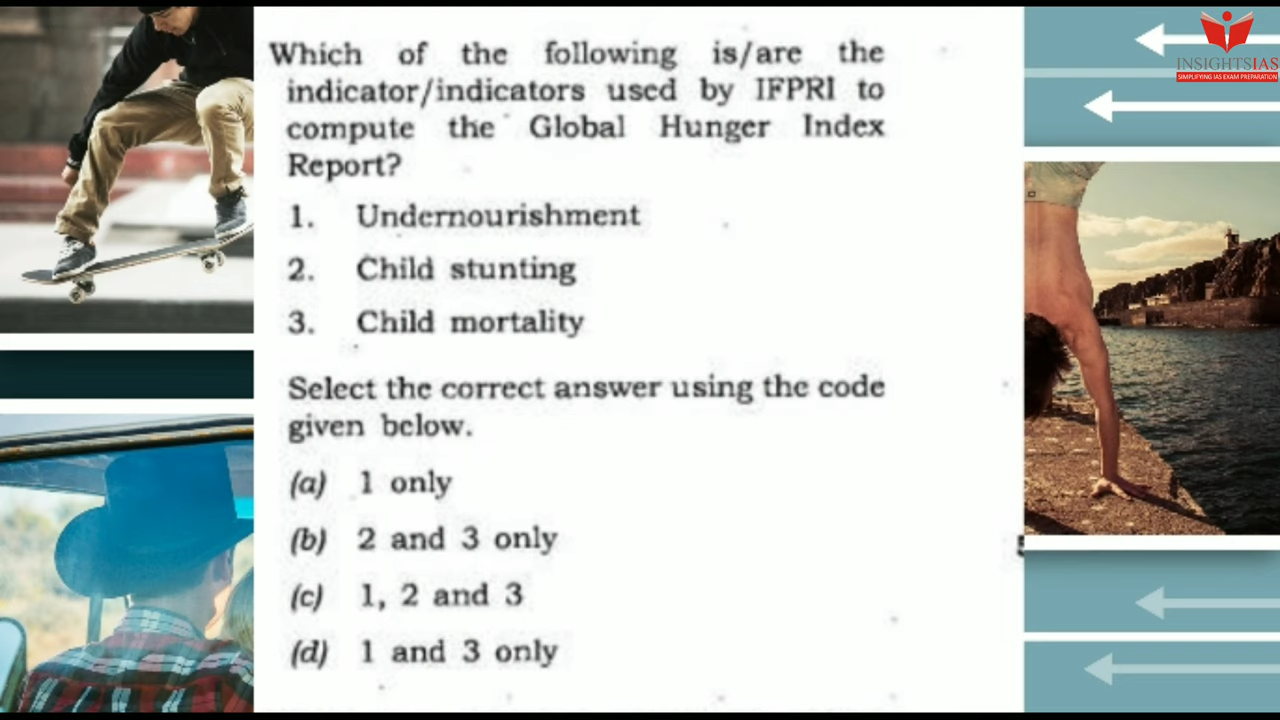 Which of the following is/are the
indicator/indicators used by IFPRI to
compute the Global Hunger Index
Report?
1. Undernourishment
2. Child stunting
3. Child mortality
Select the correct answer using the code
given below.
(a) 1 only
(b) 2 and 3 only
(c) 1, 2 and 3
(d) 1 and 3 only
INSIGHTSIAS
SIMPLIFYING IAS EXAM PREPARATION